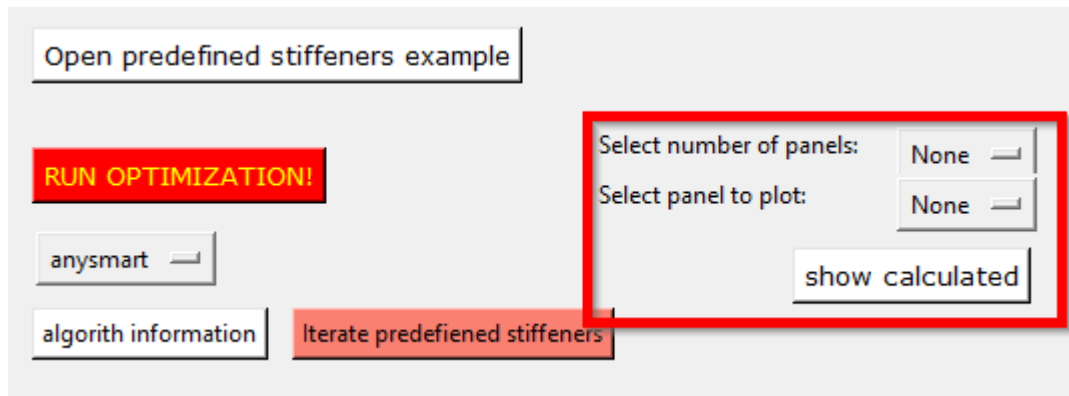 Open predefined stiffeners example
Select number of panels: None
RUN OPTIMIZATION!
Select panel to plot: None
anysmart
show calculated
algorith information
Iterate predefiened stiffeners